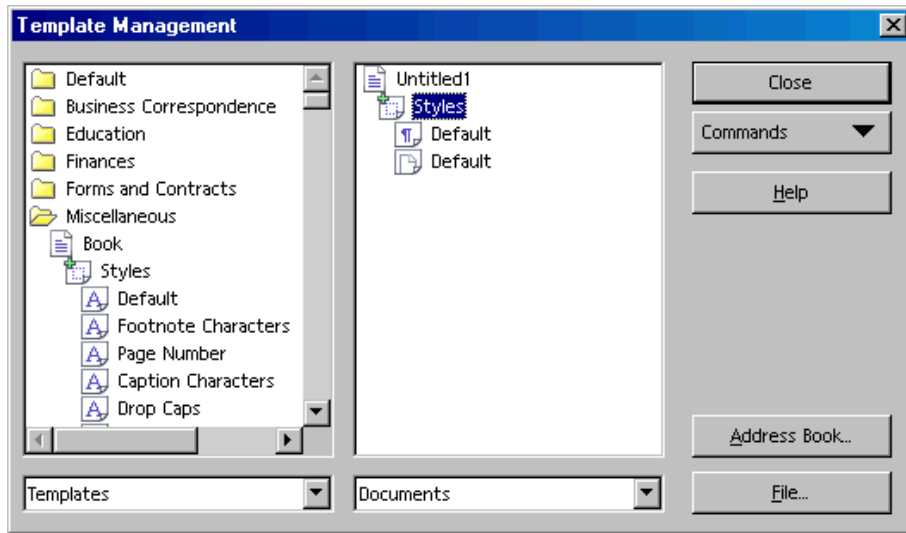 Template Management
Default
Business Correspondence
Education
Finances
Forms and Contracts
Miscellaneous
Book
Styles
Default
Footnote Characters
Page Number
Caption Characters
Drop Caps
Templates
Untitled1
Styles
Default
Default
Documents
Close
Commands
Help
Address Book...
File...